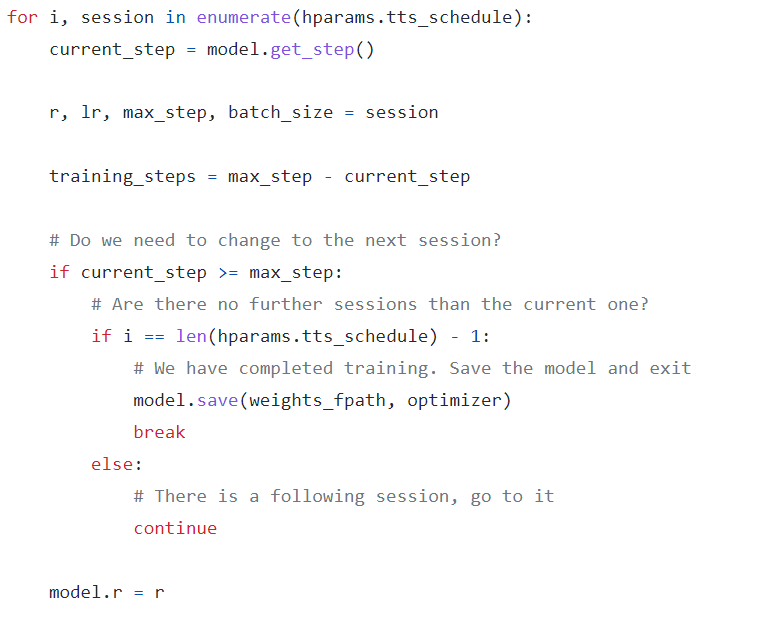 for i, session in enumerate(hparams.tts_schedule):
    current_step = model.get_step()
    r, lr, max_step, batch_size = session
    training_steps = max_step - current_step
    # Do we need to change to the next session?
    if current_step >= max_step:
        # Are there no further sessions than the current one?
        if i == len(hparams.tts_schedule) - 1:
            # We have completed training. Save the model and exit
            model.save(weights_fpath, optimizer)
            break
        else:
            # There is a following session, go to it
            continue
    model.r = r